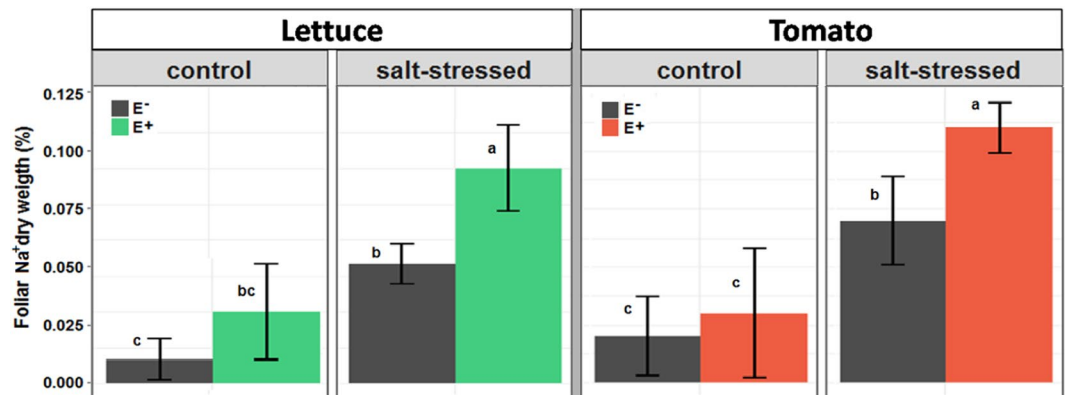 Lettuce Tomato
control salt-stressed control salt-stressed
Foliar Na⁺dry weigth (%)
0.125
0.100
0.075
0.050
0.025
0.000
E⁻
E⁺
c
bc
b
a
E⁻
E⁺
c
c
b
a